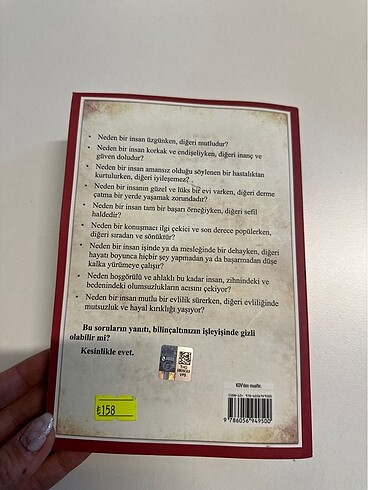 • Neden bir insan üzgünken, diğeri mutludur?
• Neden bir insan korkak ve endişeliyken, diğeri inanç ve
güven doludur?
• Neden bir insan amansız olduğu söylenen bir hastalıktan
kurtulurken, diğeri iyileşemez?
• Neden bir insanın güzel ve lüks bir evi varken, diğeri derme
çatma bir yerde yaşamak zorundadır?
• Neden bir insan tam bir başarı örneğiyken, diğeri sefil
haldedir?
• Neden bir konuşmacı ilgi çekici ve son derece popülerken,
diğeri sıradan ve sönüktür?
• Neden bir insan işinde ya da mesleğinde bir dehayken, diğeri
hayatı boyunca hiçbir şey yapmadan ya da başarmadan düşe
kalka yürümeye çalışır?
• Neden hoşgörülü ve ahlaklı bu kadar insan, zihnindeki ve
bedenindeki olumsuzlukların acısını çekiyor?
• Neden bir insan mutlu bir evlilik sürerken, diğeri evliliğinde
mutsuzluk ve hayal kırıklığı yaşıyor?
Bu soruların yanıtı, bilinçaltınızın işleyişinde gizli
olabilir mi?
Kesinlikle evet.
₺158
KDV'den muaftır.
9 786056 949500